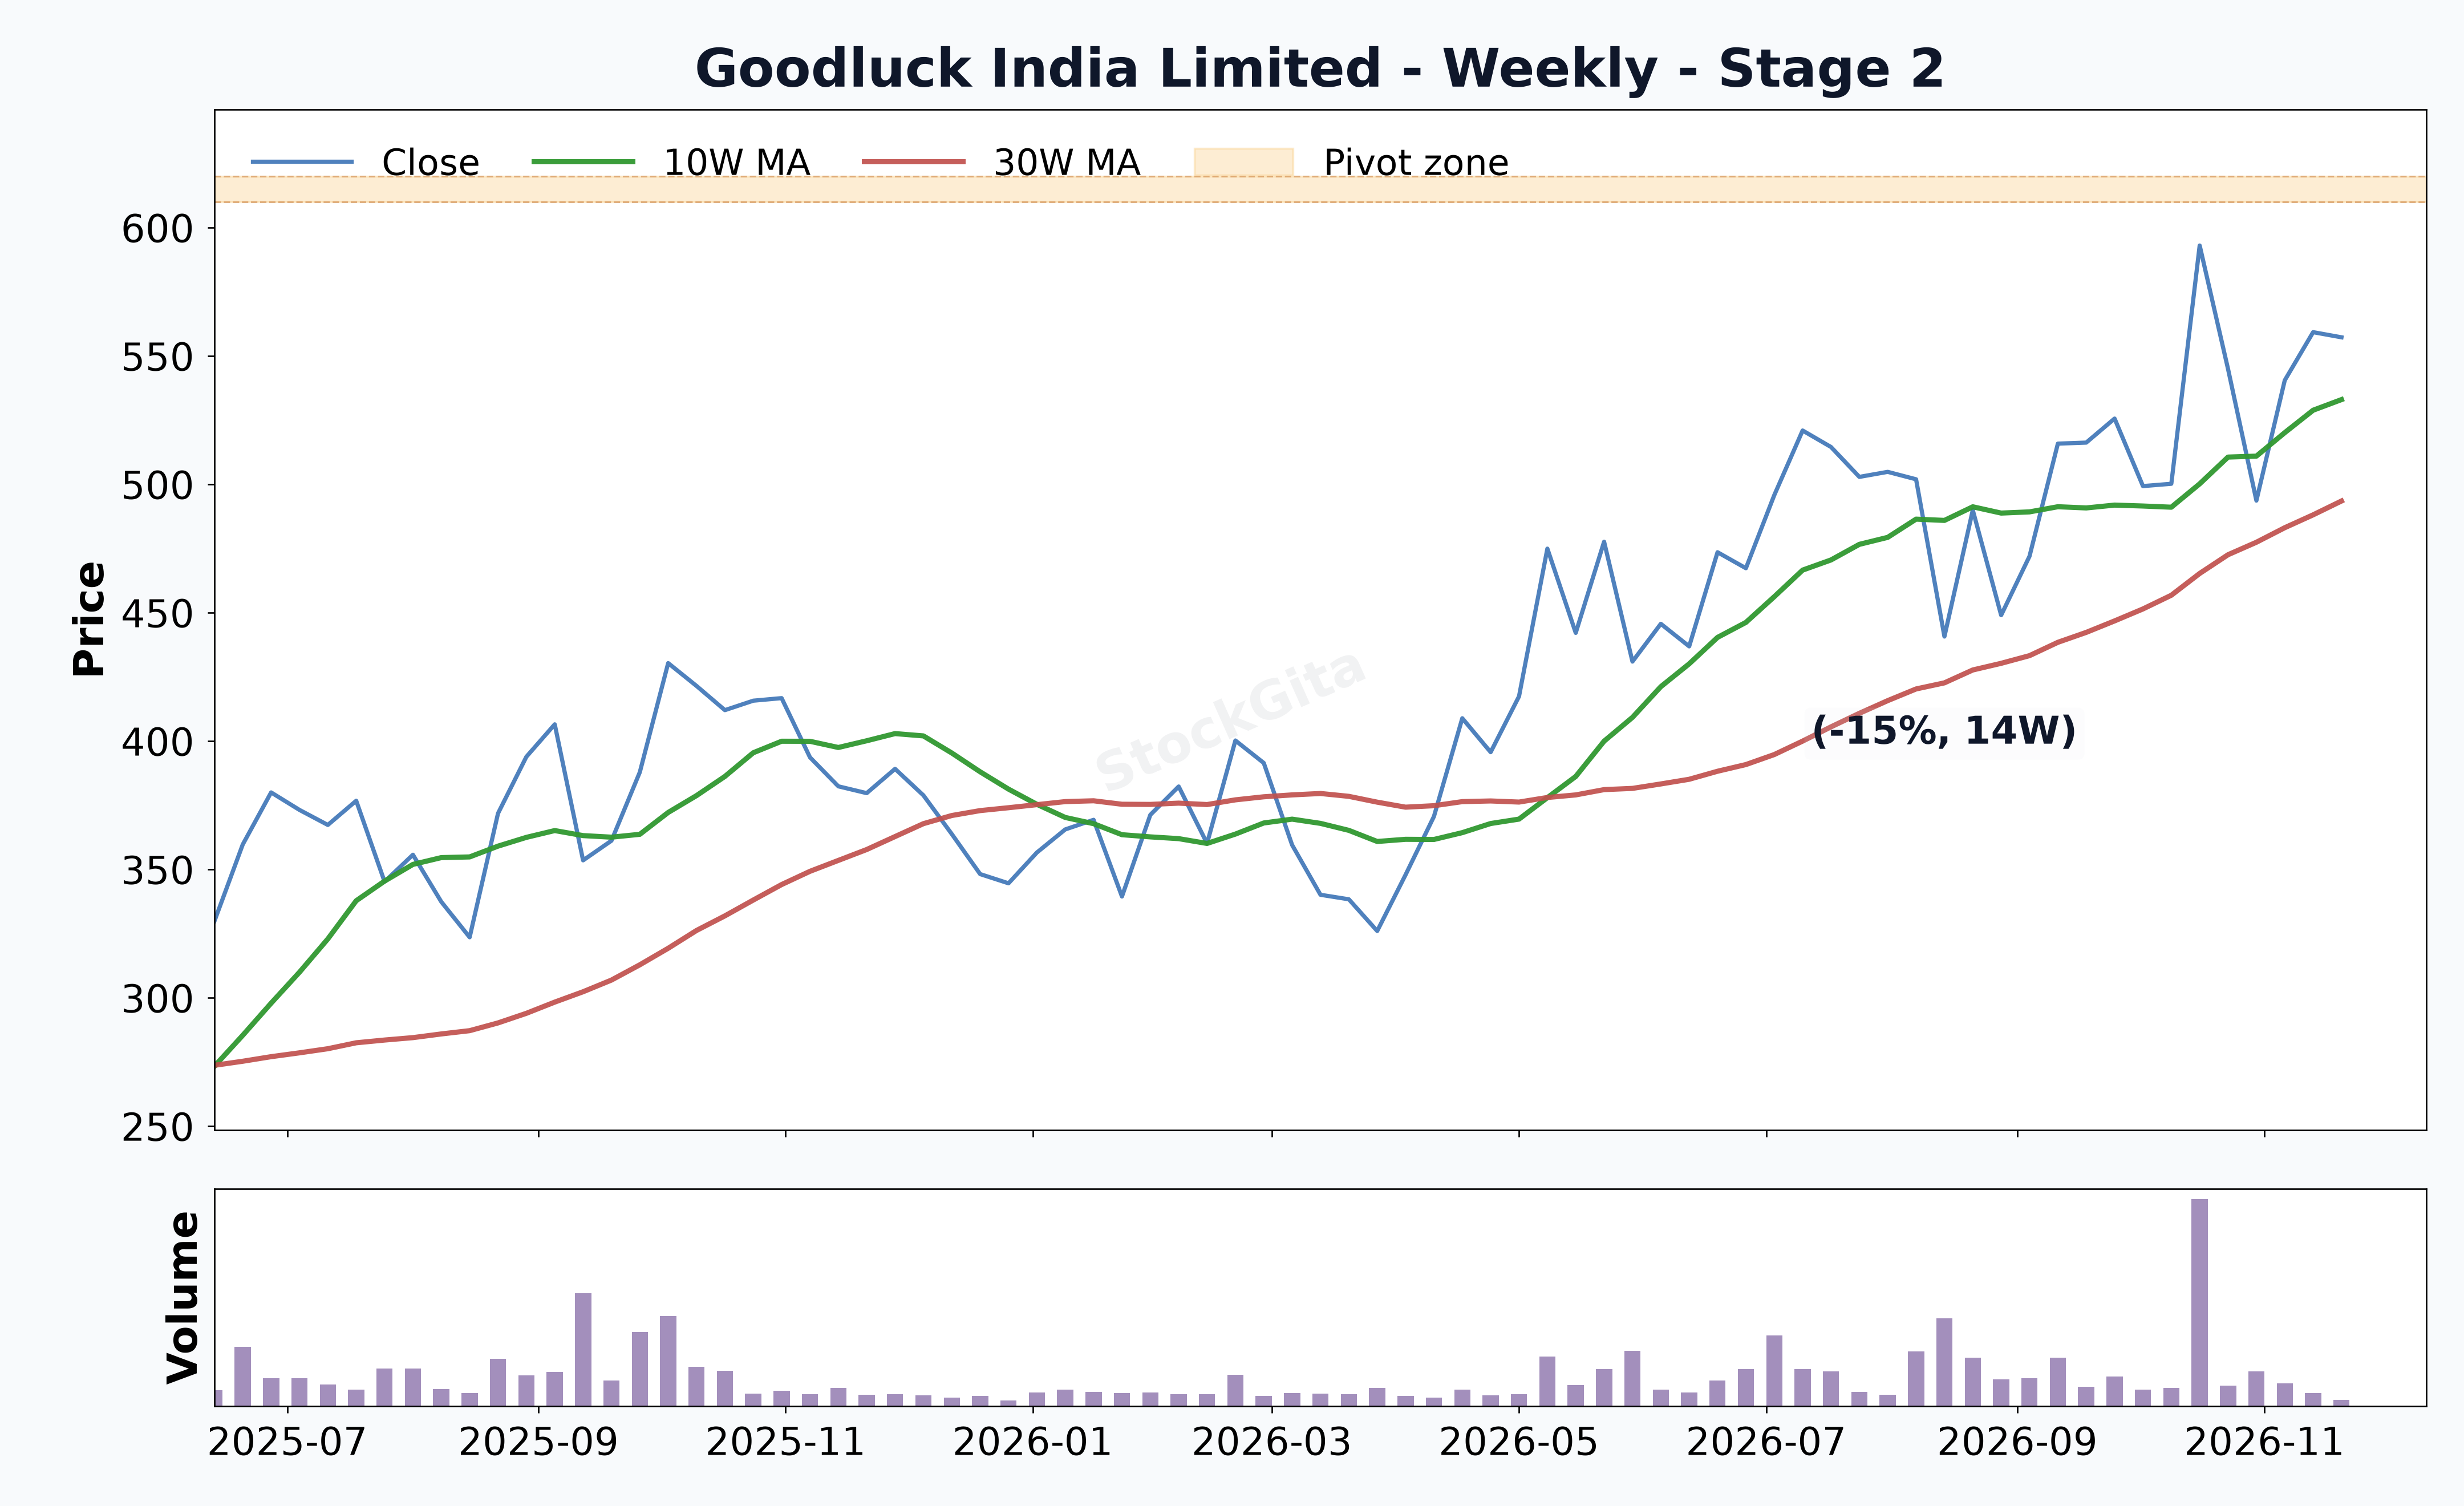 Goodluck India Limited - Weekly - Stage 2
Close 10W MA 30W MA Pivot zone
600
550
500
450
400
350
300
250
Price
StockGita
(-15%, 14W)
Volume
2025-07 2025-09 2025-11 2026-01 2026-03 2026-05 2026-07 2026-09 2026-11